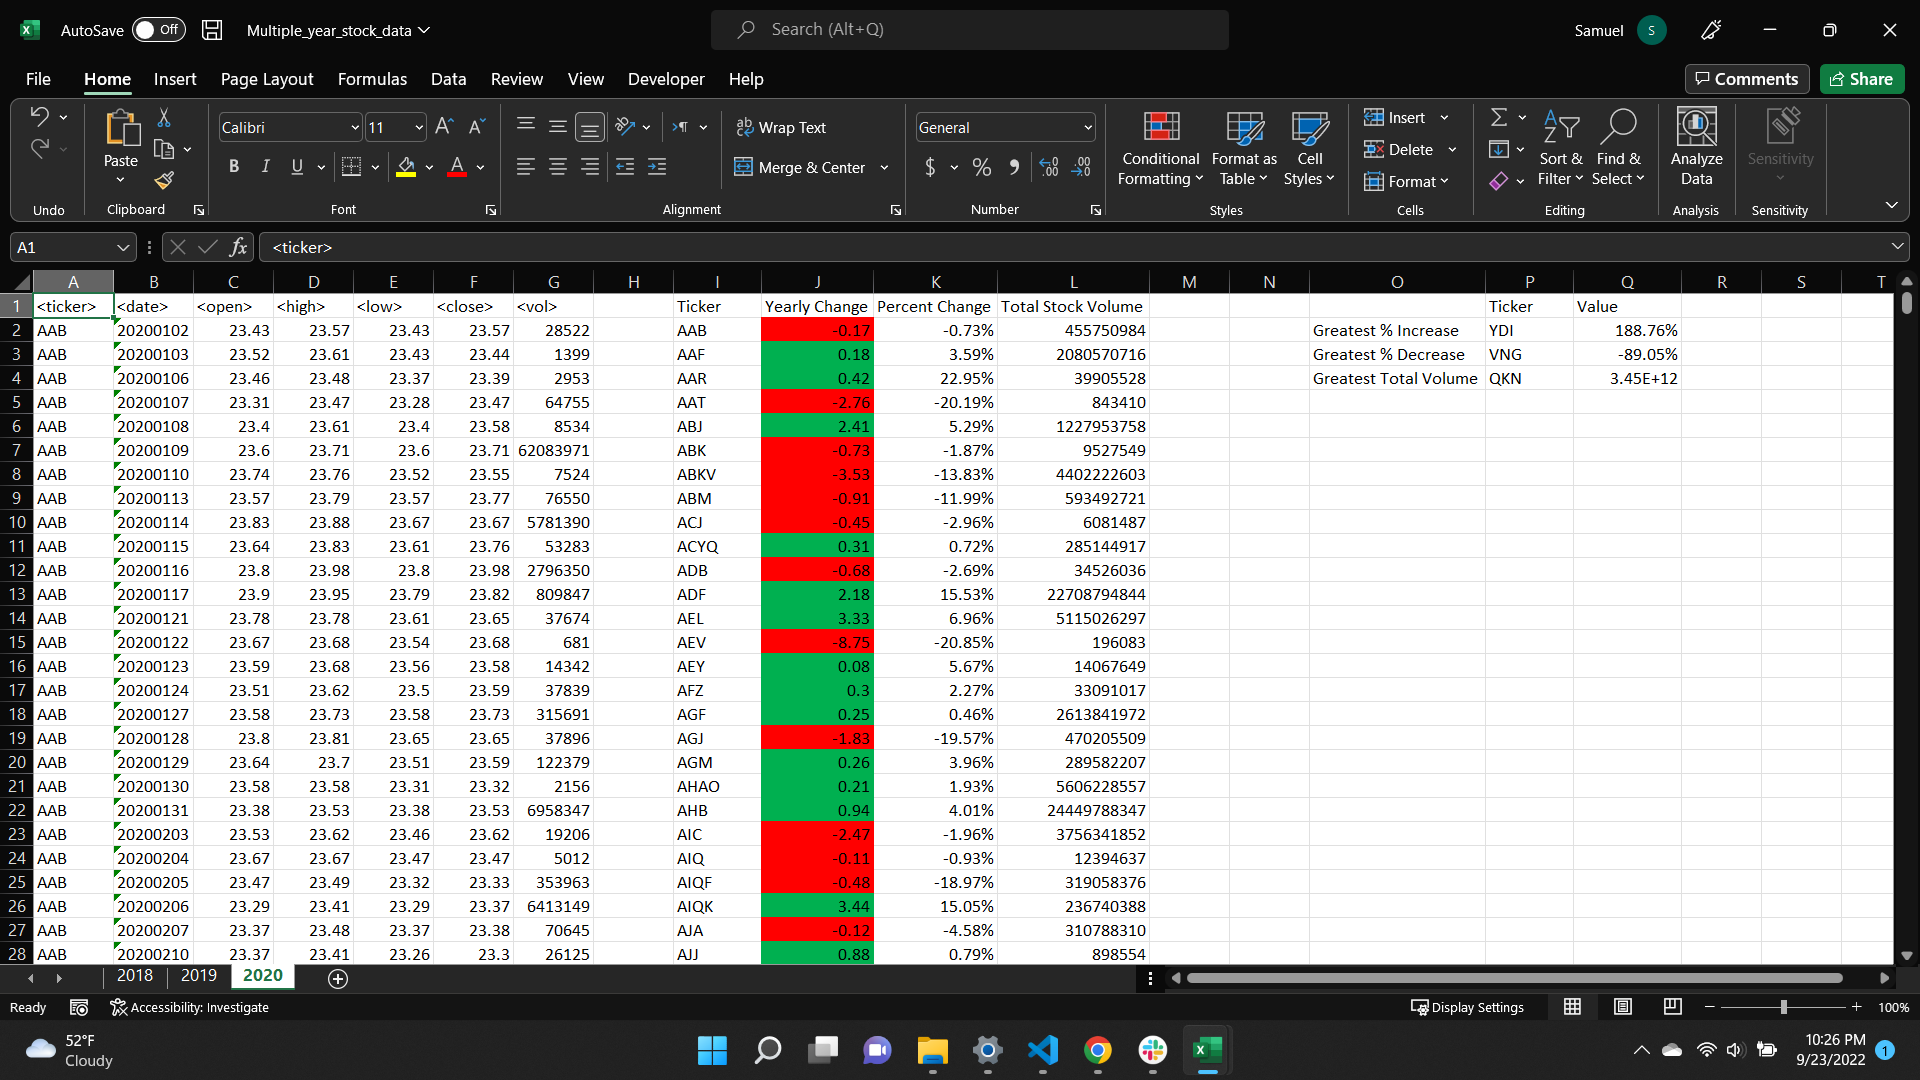 AutoSave Off Multiple_year_stock_data Search (Alt+Q) Samuel S
File Home Insert Page Layout Formulas Data Review View Developer Help Comments Share
Calibri 11 Wrap Text General Insert
Paste B I U A Merge & Center $ % Conditional Formatting Format as Table Cell Styles Delete Format Sort & Filter Find & Select Analyze Data Sensitivity
Undo Clipboard Font Alignment Number Styles Cells Editing Analysis Sensitivity
A1 fx <ticker>
A B C D E F G H I J K L M N O P Q R S T
1 <ticker> <date> <open> <high> <low> <close> <vol> Ticker Yearly Change Percent Change Total Stock Volume Ticker Value
2 AAB 20200102 23.43 23.57 23.43 23.57 28522 AAB -0.17 -0.73% 455750984 Greatest % Increase YDI 188.76%
3 AAB 20200103 23.52 23.61 23.43 23.44 1399 AAF 0.18 3.59% 2080570716 Greatest % Decrease VNG -89.05%
4 AAB 20200106 23.46 23.48 23.37 23.39 2953 AAR 0.42 22.95% 39905528 Greatest Total Volume QKN 3.45E+12
5 AAB 20200107 23.31 23.47 23.28 23.47 64755 AAT -2.76 -20.19% 843410
6 AAB 20200108 23.4 23.61 23.4 23.58 8534 ABJ 2.41 5.29% 1227953758
7 AAB 20200109 23.6 23.71 23.6 23.71 62083971 ABK -0.73 -1.87% 9527549
8 AAB 20200110 23.74 23.76 23.52 23.55 7524 ABKV -3.53 -13.83% 4402222603
9 AAB 20200113 23.57 23.79 23.57 23.77 76550 ABM -0.91 -11.99% 593492721
10 AAB 20200114 23.83 23.88 23.67 23.67 5781390 ACJ -0.45 -2.96% 6081487
11 AAB 20200115 23.64 23.83 23.61 23.76 53283 ACYQ 0.31 0.72% 285144917
12 AAB 20200116 23.8 23.98 23.8 23.98 2796350 ADB -0.68 -2.69% 34526036
13 AAB 20200117 23.9 23.95 23.79 23.82 809847 ADF 2.18 15.53% 22708794844
14 AAB 20200121 23.78 23.78 23.61 23.65 37674 AEL 3.33 6.96% 5115026297
15 AAB 20200122 23.67 23.68 23.54 23.68 681 AEV -8.75 -20.85% 196083
16 AAB 20200123 23.59 23.68 23.56 23.58 14342 AEY 0.08 5.67% 14067649
17 AAB 20200124 23.51 23.62 23.5 23.59 37839 AFZ 0.3 2.27% 33091017
18 AAB 20200127 23.58 23.73 23.58 23.73 315691 AGF 0.25 0.46% 2613841972
19 AAB 20200128 23.8 23.81 23.65 23.65 37896 AGJ -1.83 -19.57% 470205509
20 AAB 20200129 23.64 23.7 23.51 23.59 122379 AGM 0.26 3.96% 289582207
21 AAB 20200130 23.58 23.58 23.31 23.32 2156 AHAO 0.21 1.93% 5606228557
22 AAB 20200131 23.38 23.53 23.38 23.53 6958347 AHB 0.94 4.01% 24449788347
23 AAB 20200203 23.53 23.62 23.46 23.62 19206 AIC -2.47 -1.96% 3756341852
24 AAB 20200204 23.67 23.67 23.47 23.47 5012 AIQ -0.11 -0.93% 12394637
25 AAB 20200205 23.47 23.49 23.32 23.33 353963 AIQF -0.48 -18.97% 319058376
26 AAB 20200206 23.29 23.41 23.29 23.37 6413149 AIQK 3.44 15.05% 236740388
27 AAB 20200207 23.37 23.48 23.37 23.38 70645 AJA -0.12 -4.58% 310788310
28 AAB 20200210 23.37 23.41 23.26 23.3 26125 AJJ 0.88 0.79% 898554
2018 2019 2020
Ready Accessibility: Investigate Display Settings 100%
52°F
Cloudy
10:26 PM
9/23/2022
1